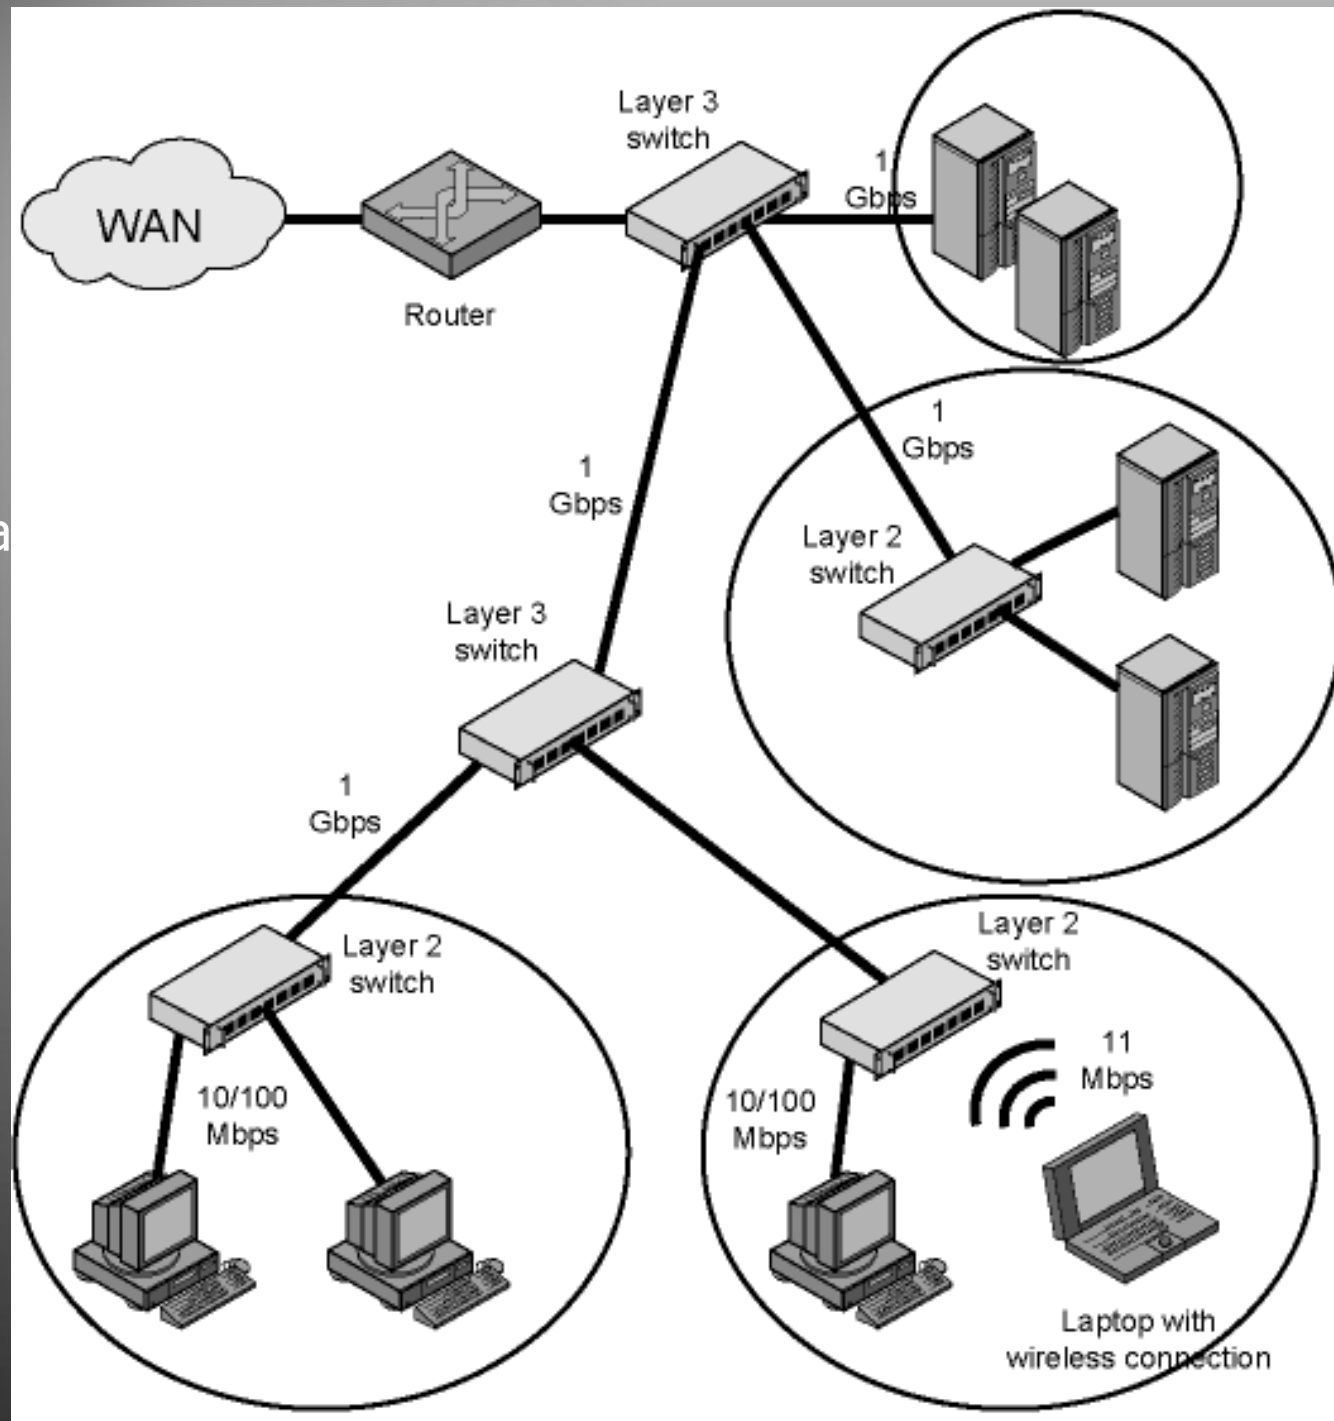 Layer 3
switch
1
Gbps
WAN
Router
1
Gbps
1
Gbps
a
Layer 2
switch
Layer 3
switch
1
Gbps
Layer 2
switch
Layer 2
switch
10/100
Mbps
10/100
Mbps
11
Mbps
Laptop with
wireless connection